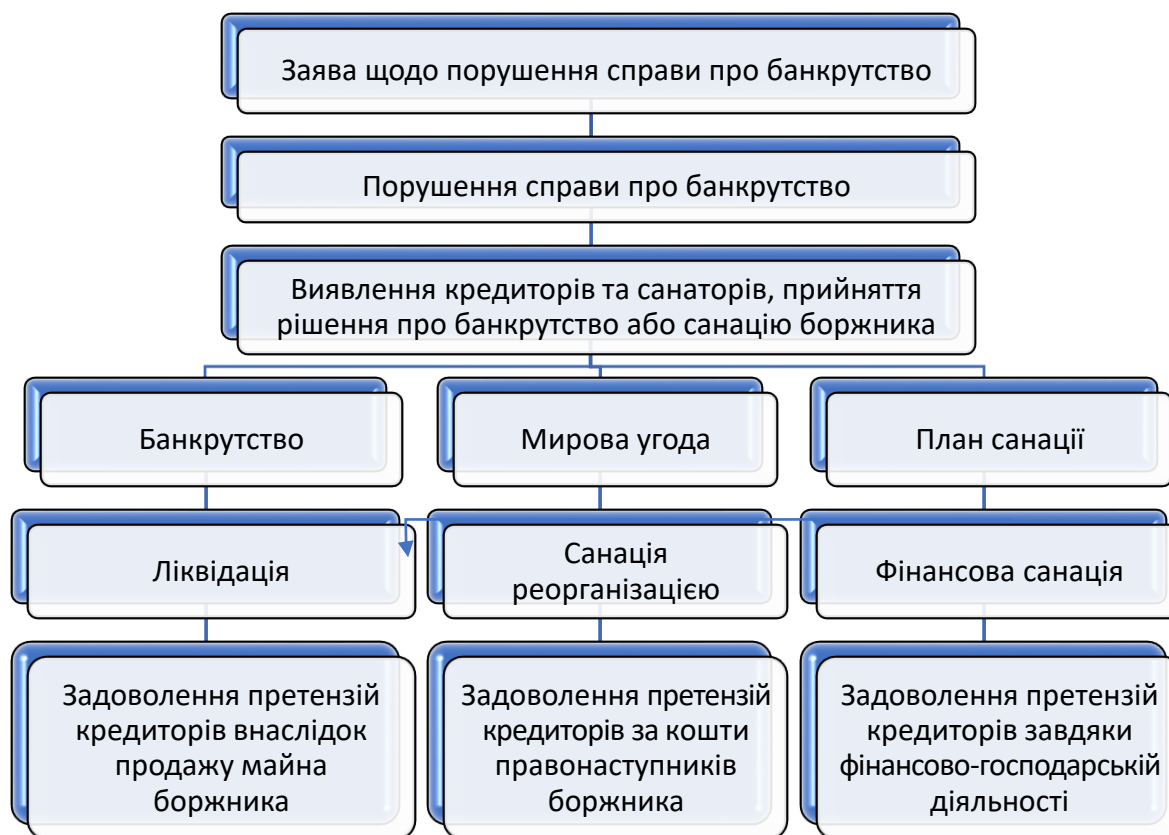 Заява щодо порушення справи про банкрутство
Порушення справи про банкрутство
Виявлення кредиторів та санаторів, прийняття
рішення про банкрутство або санацію боржника
Банкрутство
Мирова угода
План санації
Ліквідація
Санація
реорганізацією
Фінансова санація
Задоволення претензій
кредиторів внаслідок
продажу майна
боржника
Задоволення претензій
кредиторів за кошти
правонаступників
боржника
Задоволення претензій
кредиторів завдяки
фінансово-господарській
діяльності